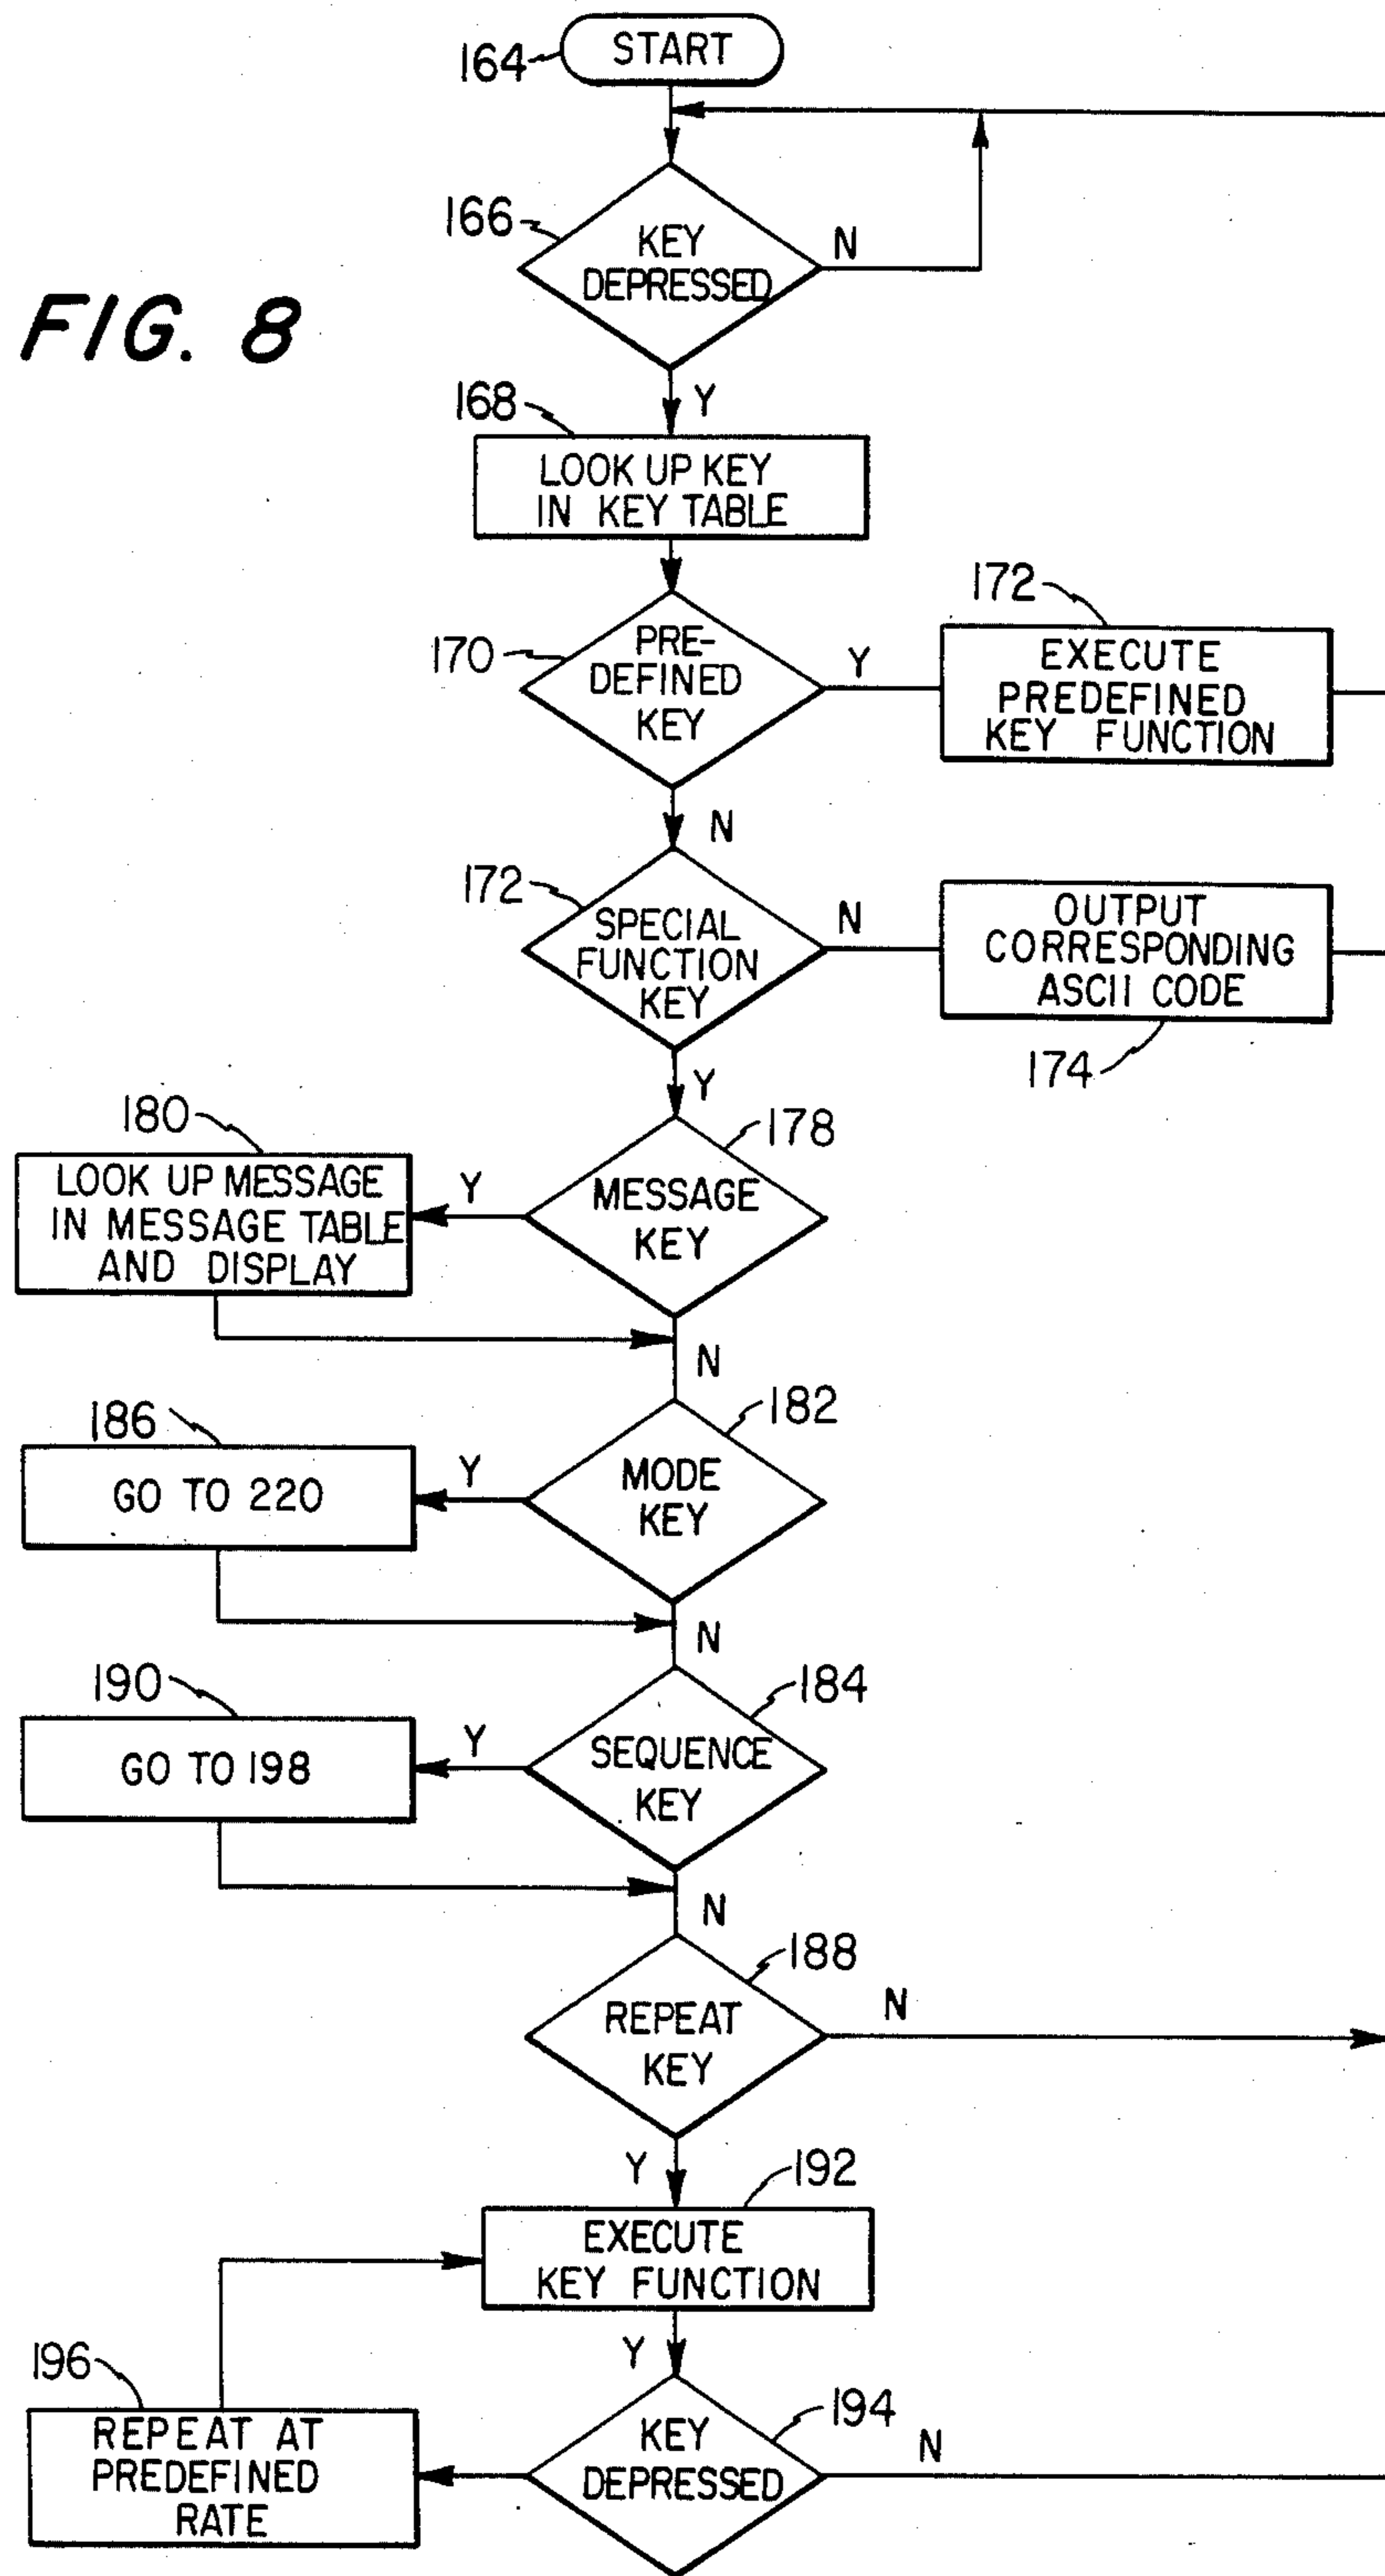 START
164
166
KEY
DEPRESSED
N
FIG. 8
Y
168
LOOK UP KEY
IN KEY TABLE
170
PRE-
DEFINED
KEY
Y
172
EXECUTE
PREDEFINED
KEY FUNCTION
N
172
SPECIAL
FUNCTION
KEY
N
OUTPUT
CORRESPONDING
ASCII CODE
174
Y
178
MESSAGE
KEY
Y
180
LOOK UP MESSAGE
IN MESSAGE TABLE
AND DISPLAY
N
182
MODE
KEY
Y
186
GO TO 220
N
184
SEQUENCE
KEY
Y
190
GO TO 198
N
188
REPEAT
KEY
N
Y
192
EXECUTE
KEY FUNCTION
Y
194
KEY
DEPRESSED
N
196
REPEAT AT
PREDEFINED
RATE